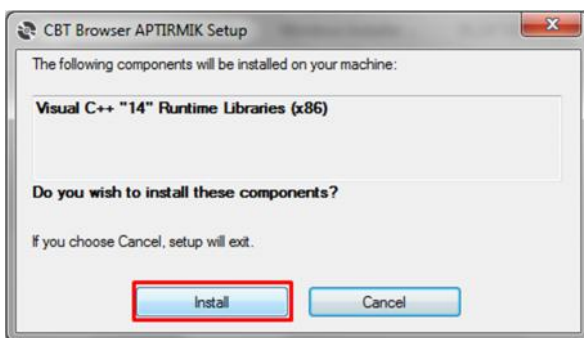 CBT Browser APTIRMIK Setup
The following components will be installed on your machine:
Visual C++ "14" Runtime Libraries (x86)
Do you wish to install these components?
If you choose Cancel, setup will exit.
Install
Cancel